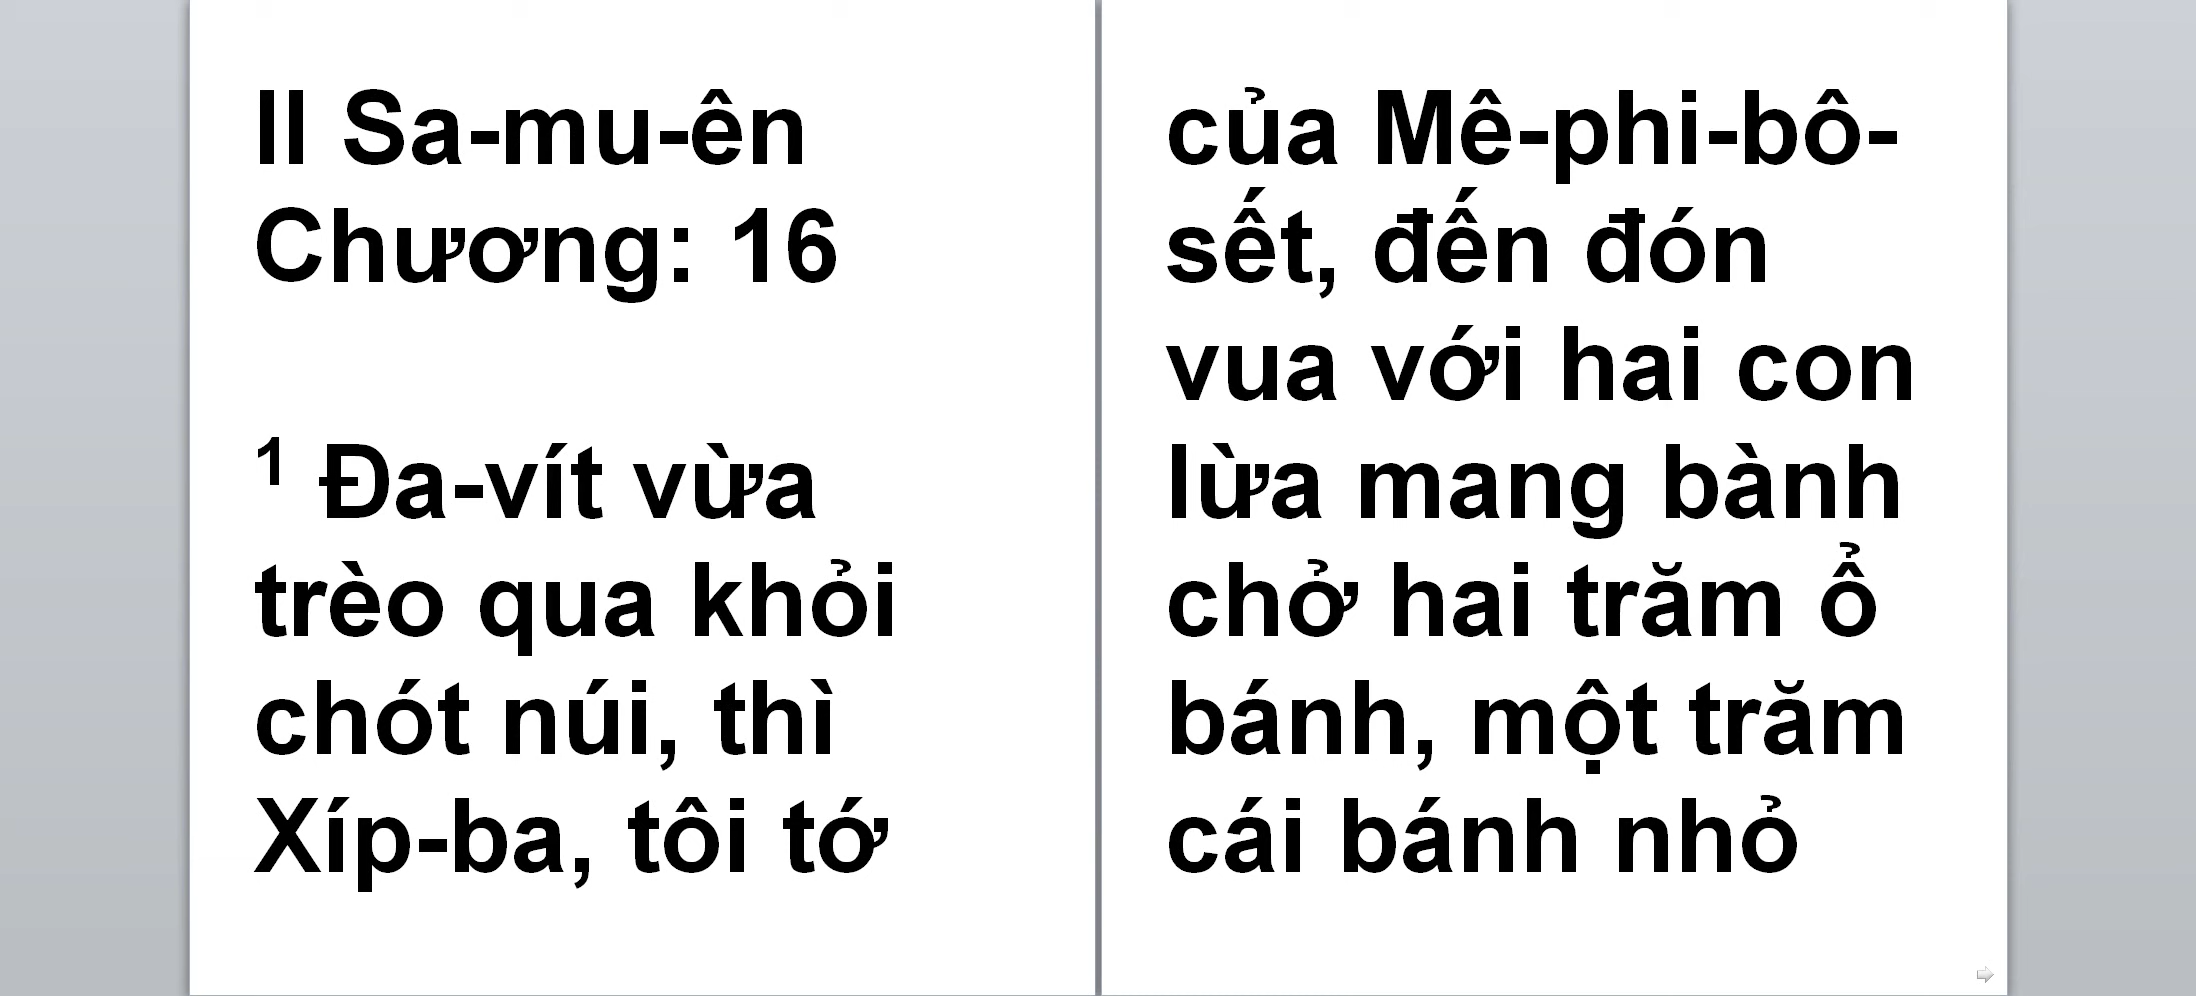 II Sa-mu-ên
Chương: 16
1 Đa-vít vừa
trèo qua khỏi
chót núi, thì
Xíp-ba, tôi tớ
của Mê-phi-bô-
sết, đến đón
vua với hai con
lừa mang bành
chở hai trăm ổ
bánh, một trăm
cái bánh nhỏ